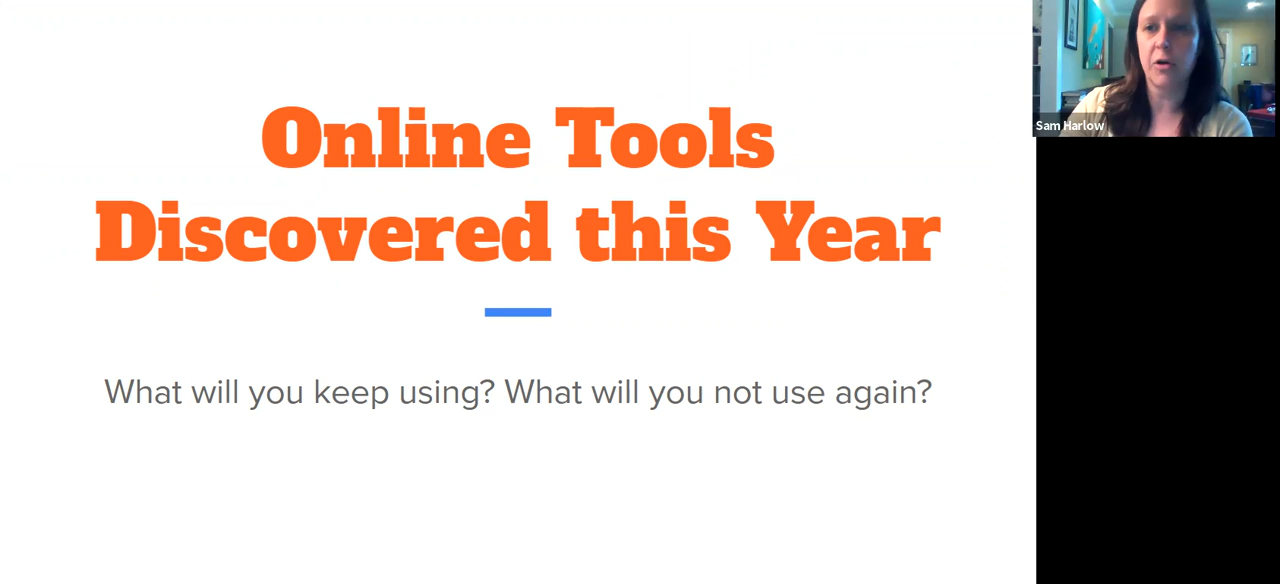 Online Tools
Discovered this Year
What will you keep using? What will you not use again?
Sam Harlow